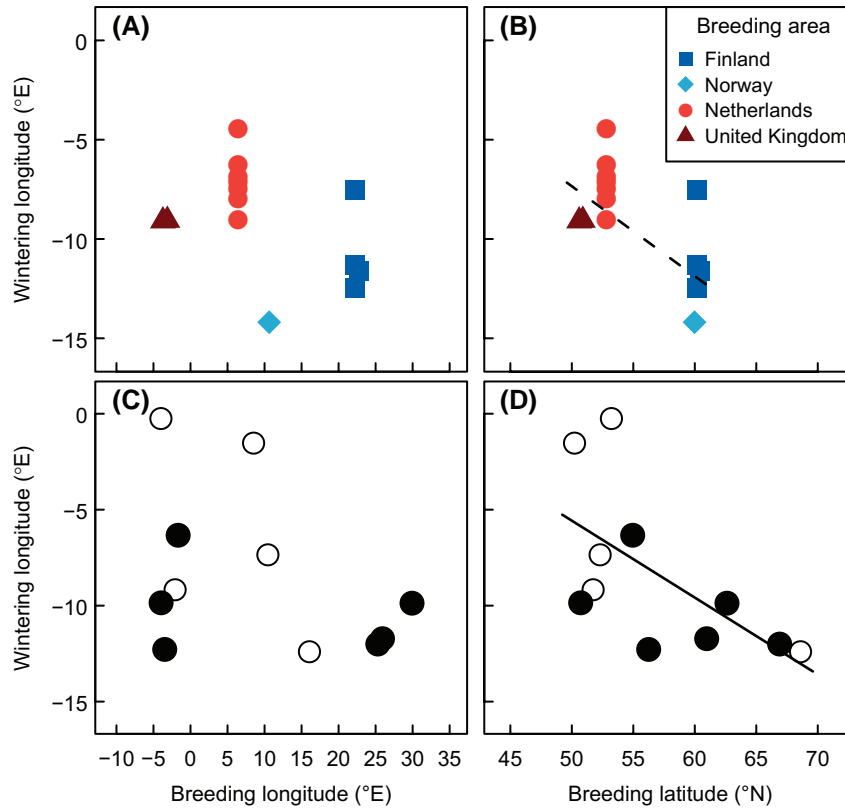 (A)
0
−5
−10
−15
Wintering longitude (°E)
(B)
Breeding area
Finland
Norway
Netherlands
United Kingdom
0
−5
−10
−15
Wintering longitude (°E)
(C)
(D)
−10 −5 0 5 10 15 20 25 30 35
45 50 55 60 65 70
Breeding longitude (°E)
Breeding latitude (°N)